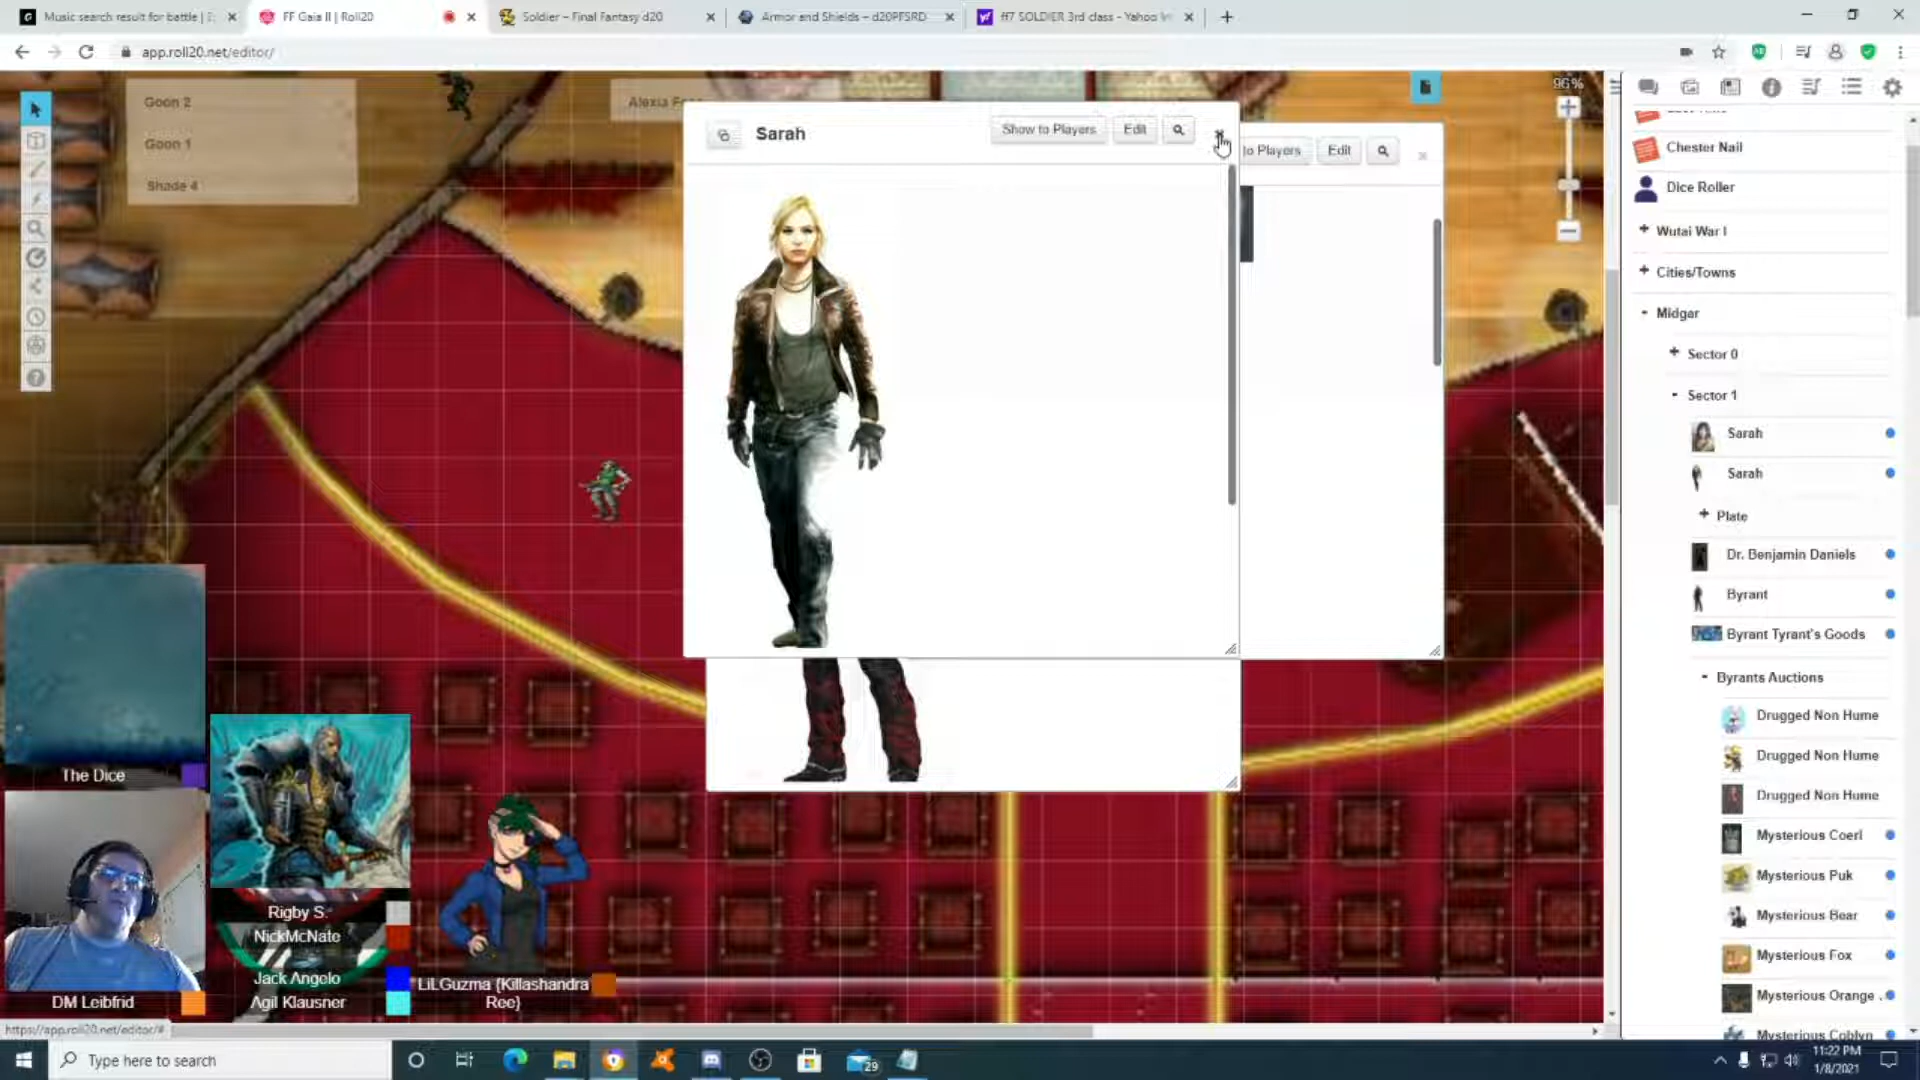 Music search result for battle |
FF Gaia II | Roll20
Soldier – Final Fantasy d20
Armor and Shields – d20PFSRD
ff7 SOLDIER 3rd class - Yahoo
app.roll20.net/editor/
Goon 2
Goon 1
Shade 4
Alexia
Sarah
Show to Players
Edit
to Players
Edit
96%
Chester Nail
Dice Roller
Wutai War I
Cities/Towns
Midgar
Sector 0
Sector 1
Sarah
Sarah
Plate
Dr. Benjamin Daniels
Byrant
Byrant Tyrant's Goods
Byrants Auctions
Drugged Non Hume
Drugged Non Hume
Drugged Non Hume
Mysterious Coerl
Mysterious Puk
Mysterious Bear
Mysterious Fox
Mysterious Orange
Mysterious Coblyn
The Dice
DM Leibfrid
Rigby S.
NickMcNate
Jack Angelo
Agil Klausner
LiLGuzma {Killashandra
Ree}
https://app.roll20.net/editor/#
Type here to search
29
11:22 PM
1/8/2021